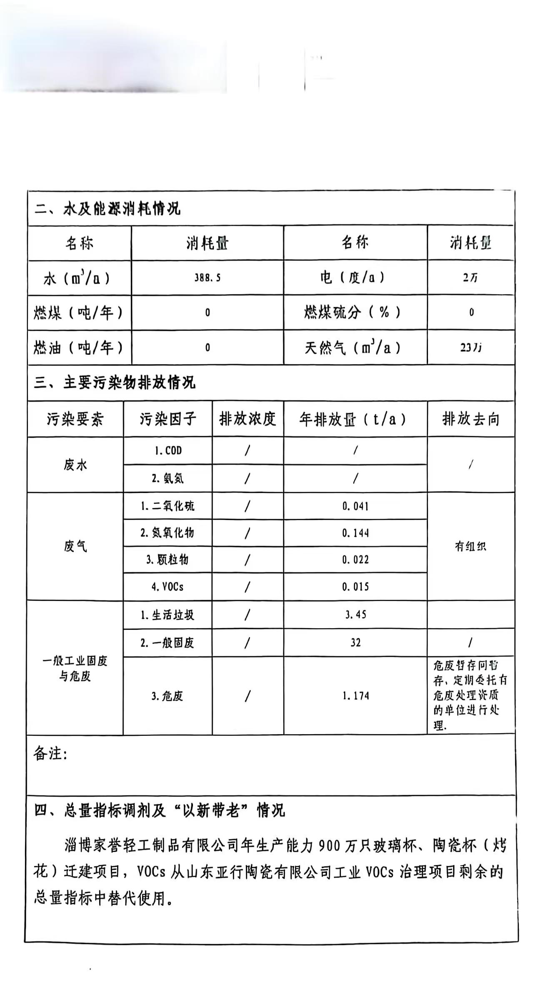 二、水及能源消耗情况
名称 消耗量 名称 消耗量
水（m³/a） 388.5 电（度/a） 2万
燃煤（吨/年） 0 燃煤硫分（%） 0
燃油（吨/年） 0 天然气（m³/a） 23万
三、主要污染物排放情况
污染要素 污染因子 排放浓度 年排放量（t/a） 排放去向
废水 1.COD / / /
2.氨氮 / /
废气 1.二氧化硫 / 0.041 有组织
2.氮氧化物 / 0.144
3.颗粒物 / 0.022
4.VOCs / 0.015
一般工业固废
与危废
1.生活垃圾 / 3.45
2.一般固废 / 32 /
3.危废 / 1.174
危废暂存间暂
存、定期委托有
危废处理资质
的单位进行处
理.
备注：
四、总量指标调剂及“以新带老”情况
淄博家誉轻工制品有限公司年生产能力900万只玻璃杯、陶瓷杯（烤
花）迁建项目，VOCs从山东亚行陶瓷有限公司工业VOCs治理项目剩余的
总量指标中替代使用。